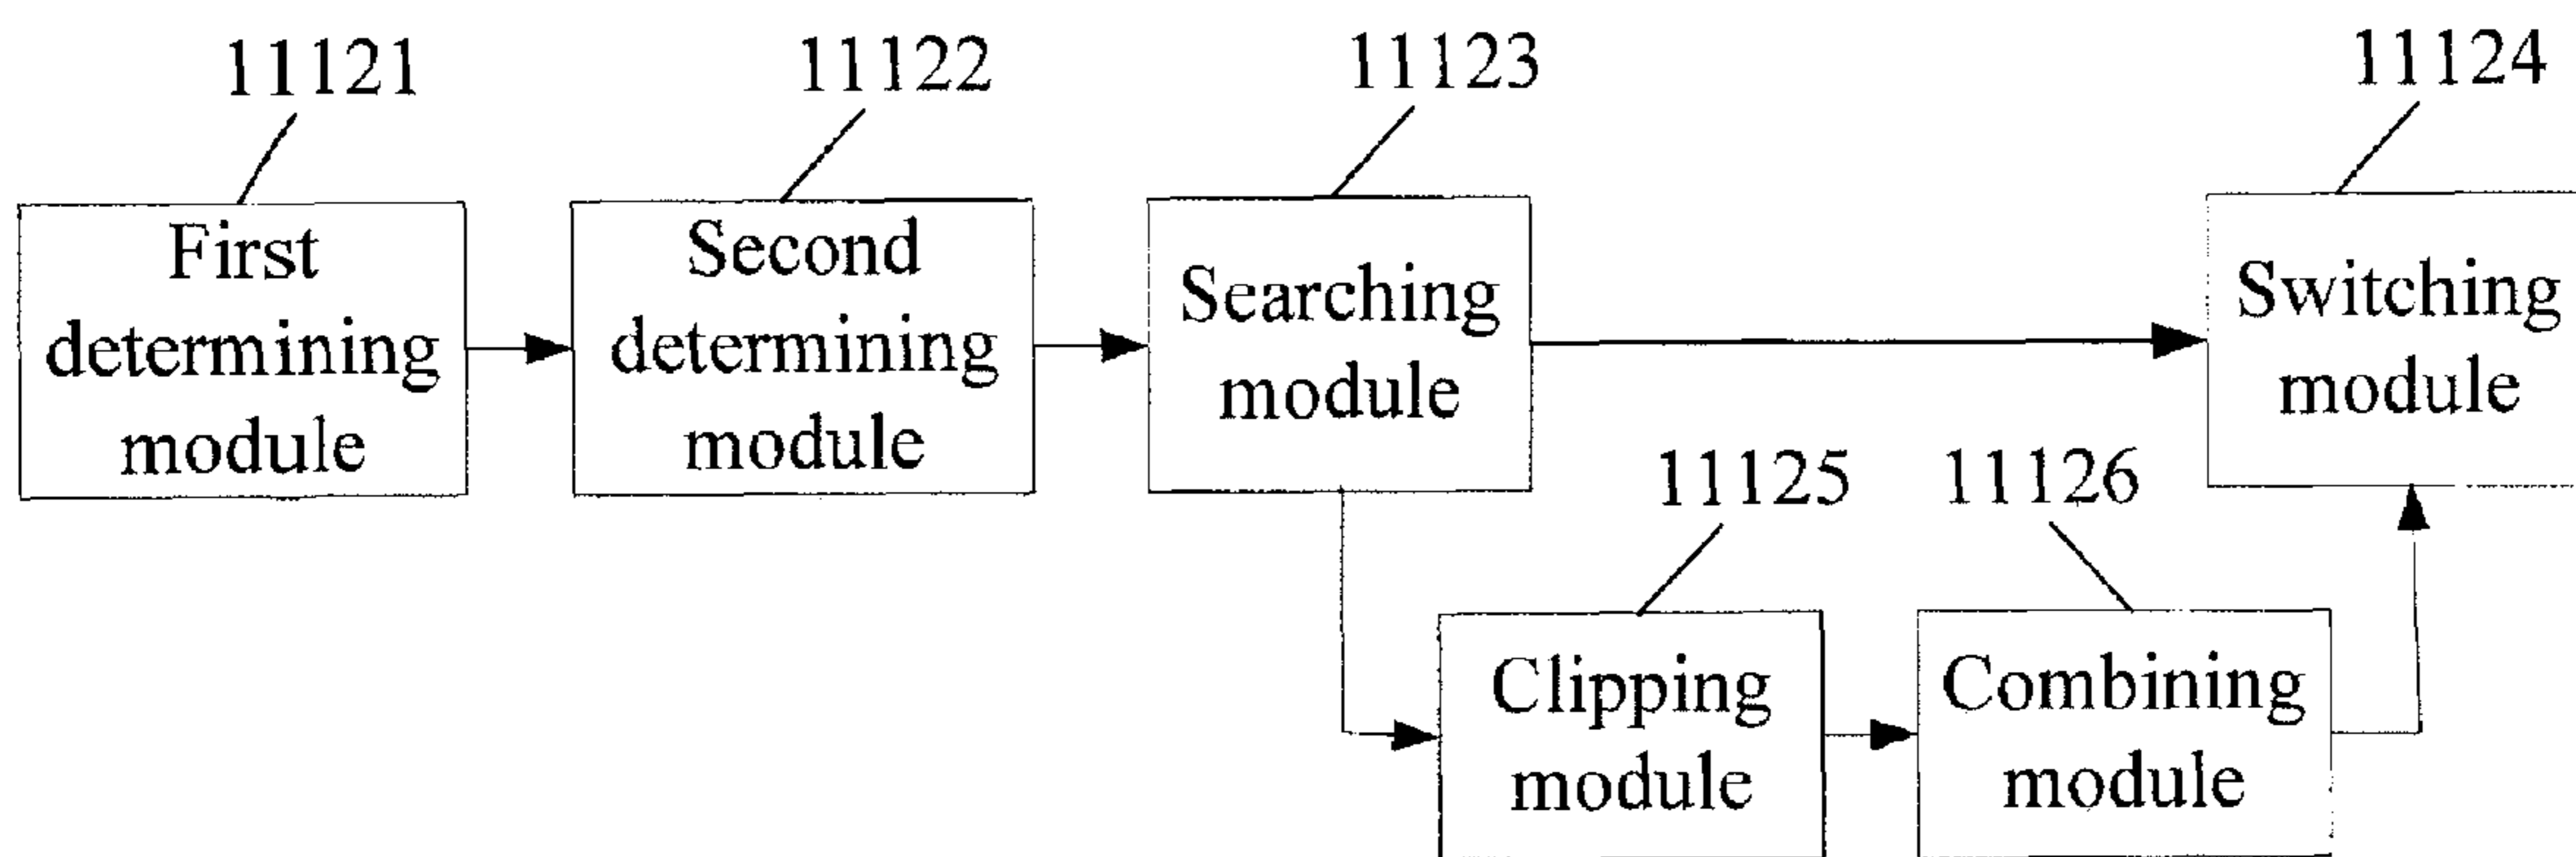 11121
11122
11123
11124
First
determining
module
Second
determining
module
Searching
module
Switching
module
11125
11126
Clipping
module
Combining
module